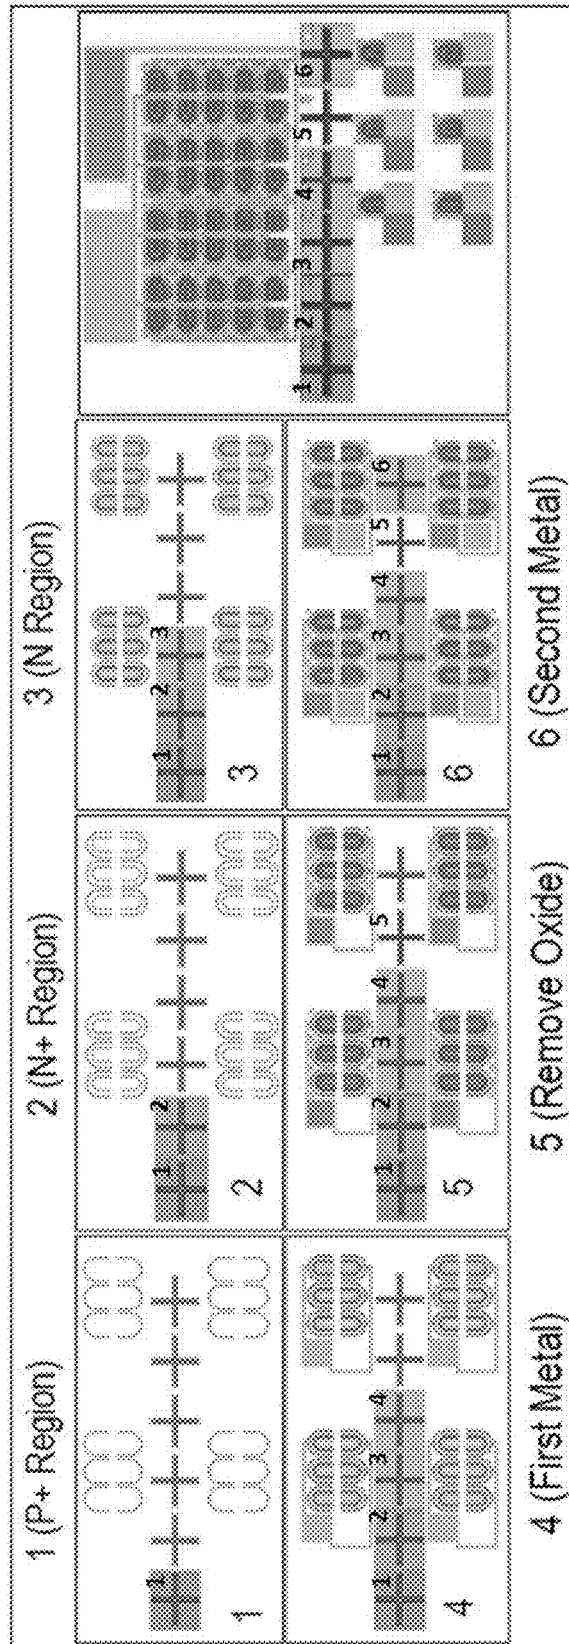 1 (P+ Region)
2 (N+ Region)
3 (N Region)
1
1
1 2
2
1 2 3
3
1 2 3 4
4
1 2 3 4 5
5
1 2 3 4 5 6
6
1 2 3 4 5 6
4 (First Metal)
5 (Remove Oxide)
6 (Second Metal)